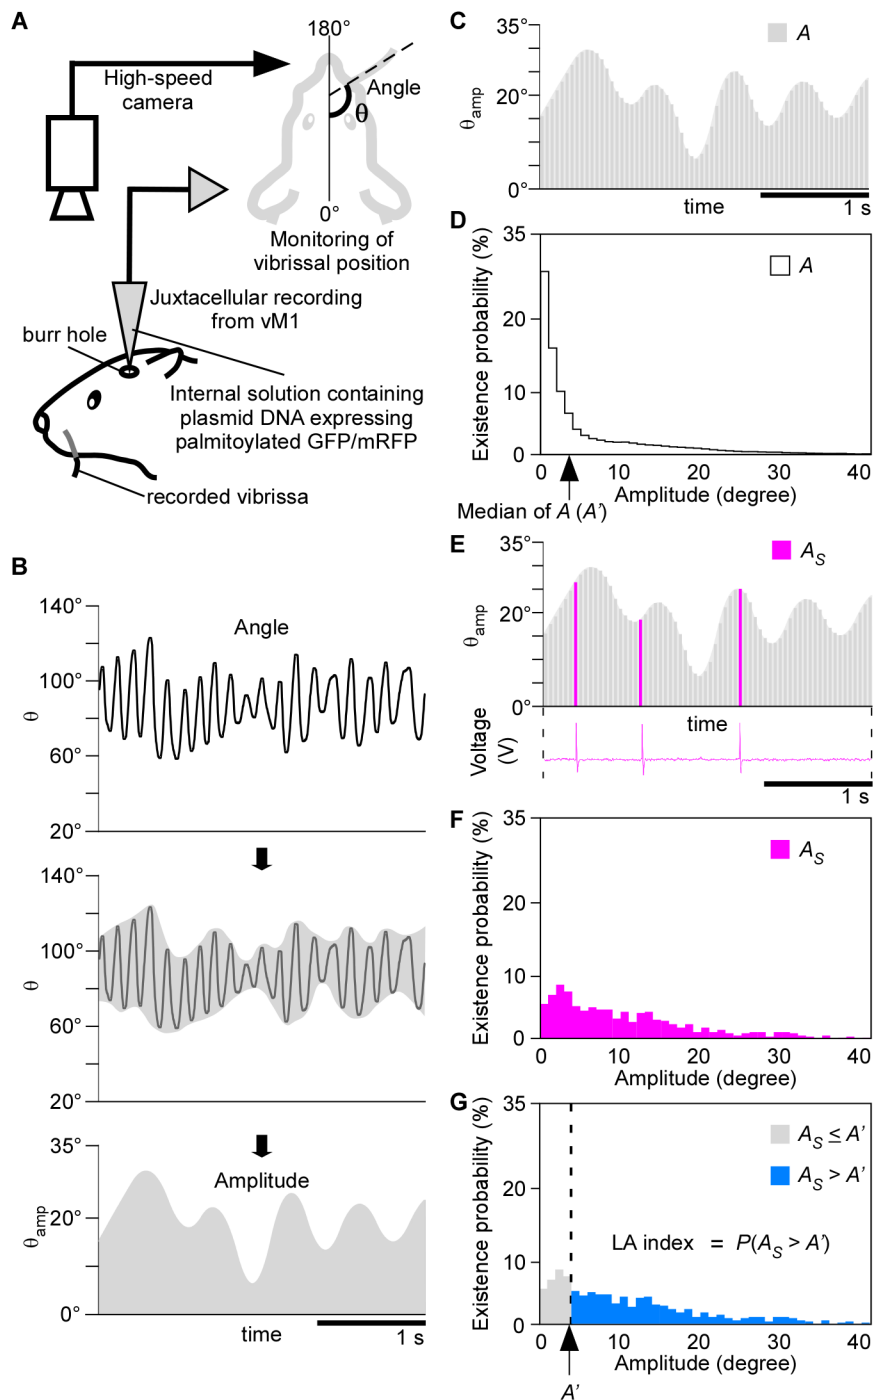 A
180°
High-speed
camera
Angle
θ
0°
Monitoring of
vibrissal position
Juxtacellular recording
from vM1
burr hole
Internal solution containing
plasmid DNA expressing
palmitoylated GFP/mRFP
recorded vibrissa
B
140°
Angle
100°
θ
60°
20°
140°
100°
θ
60°
20°
35°
Amplitude
20°
θamp
0°
time
1 s
C
35°
A
20°
θamp
0°
time
1 s
D
35
A
20
10
0
Existence probability (%)
0 10 20 30 40
Amplitude (degree)
Median of A (A')
E
35°
AS
20°
θamp
0°
time
Voltage
(V)
1 s
F
35
AS
20
10
0
Existence probability (%)
0 10 20 30 40
Amplitude (degree)
G
35
AS ≤ A'
AS > A'
20
LA index = P(AS > A')
10
0
Existence probability (%)
0 10 20 30 40
Amplitude (degree)
A'